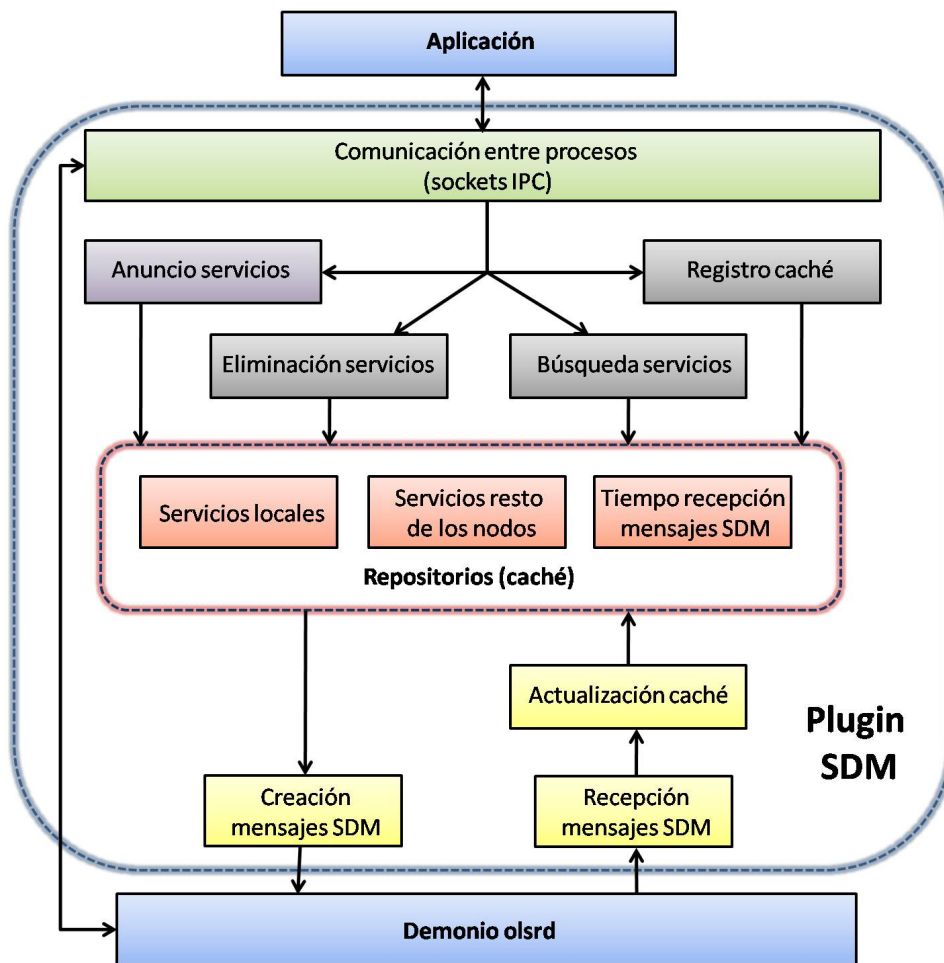 Aplicación
Comunicación entre procesos
(sockets IPC)
Anuncio servicios
Registro caché
Eliminación servicios
Búsqueda servicios
Servicios locales
Servicios resto
de los nodos
Tiempo recepción
mensajes SDM
Repositorios (caché)
Actualización caché
Plugin
SDM
Creación
mensajes SDM
Recepción
mensajes SDM
Demonio olsrd